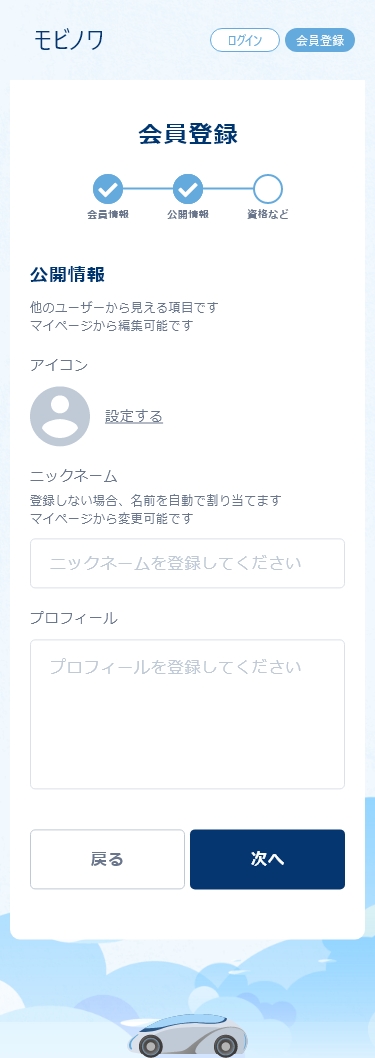 モビノワ
ログイン
会員登録
会員登録
会員情報
公開情報
資格など
公開情報
他のユーザーから見える項目です
マイページから編集可能です
アイコン
設定する
ニックネーム
登録しない場合、名前を自動で割り当てます
マイページから変更可能です
ニックネームを登録してください
プロフィール
プロフィールを登録してください
戻る
次へ